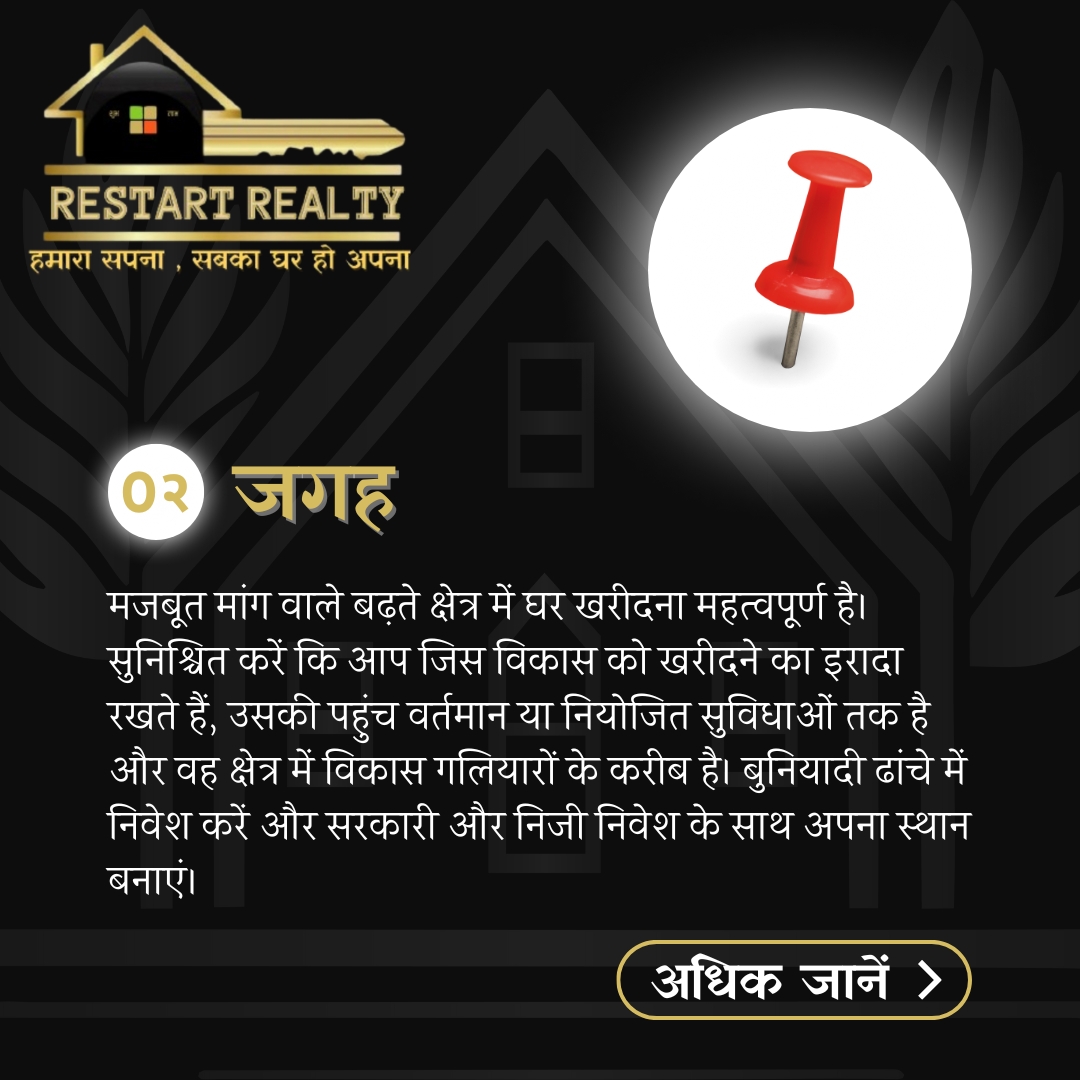 RESTART REALTY
हमारा सपना , सबका घर हो अपना
०२ जगह
मजबूत मांग वाले बढ़ते क्षेत्र में घर खरीदना महत्वपूर्ण है।
सुनिश्चित करें कि आप जिस विकास को खरीदने का इरादा
रखते हैं, उसकी पहुंच वर्तमान या नियोजित सुविधाओं तक है
और वह क्षेत्र में विकास गलियारों के करीब है। बुनियादी ढांचे में
निवेश करें और सरकारी और निजी निवेश के साथ अपना स्थान
बनाएं।
अधिक जानें